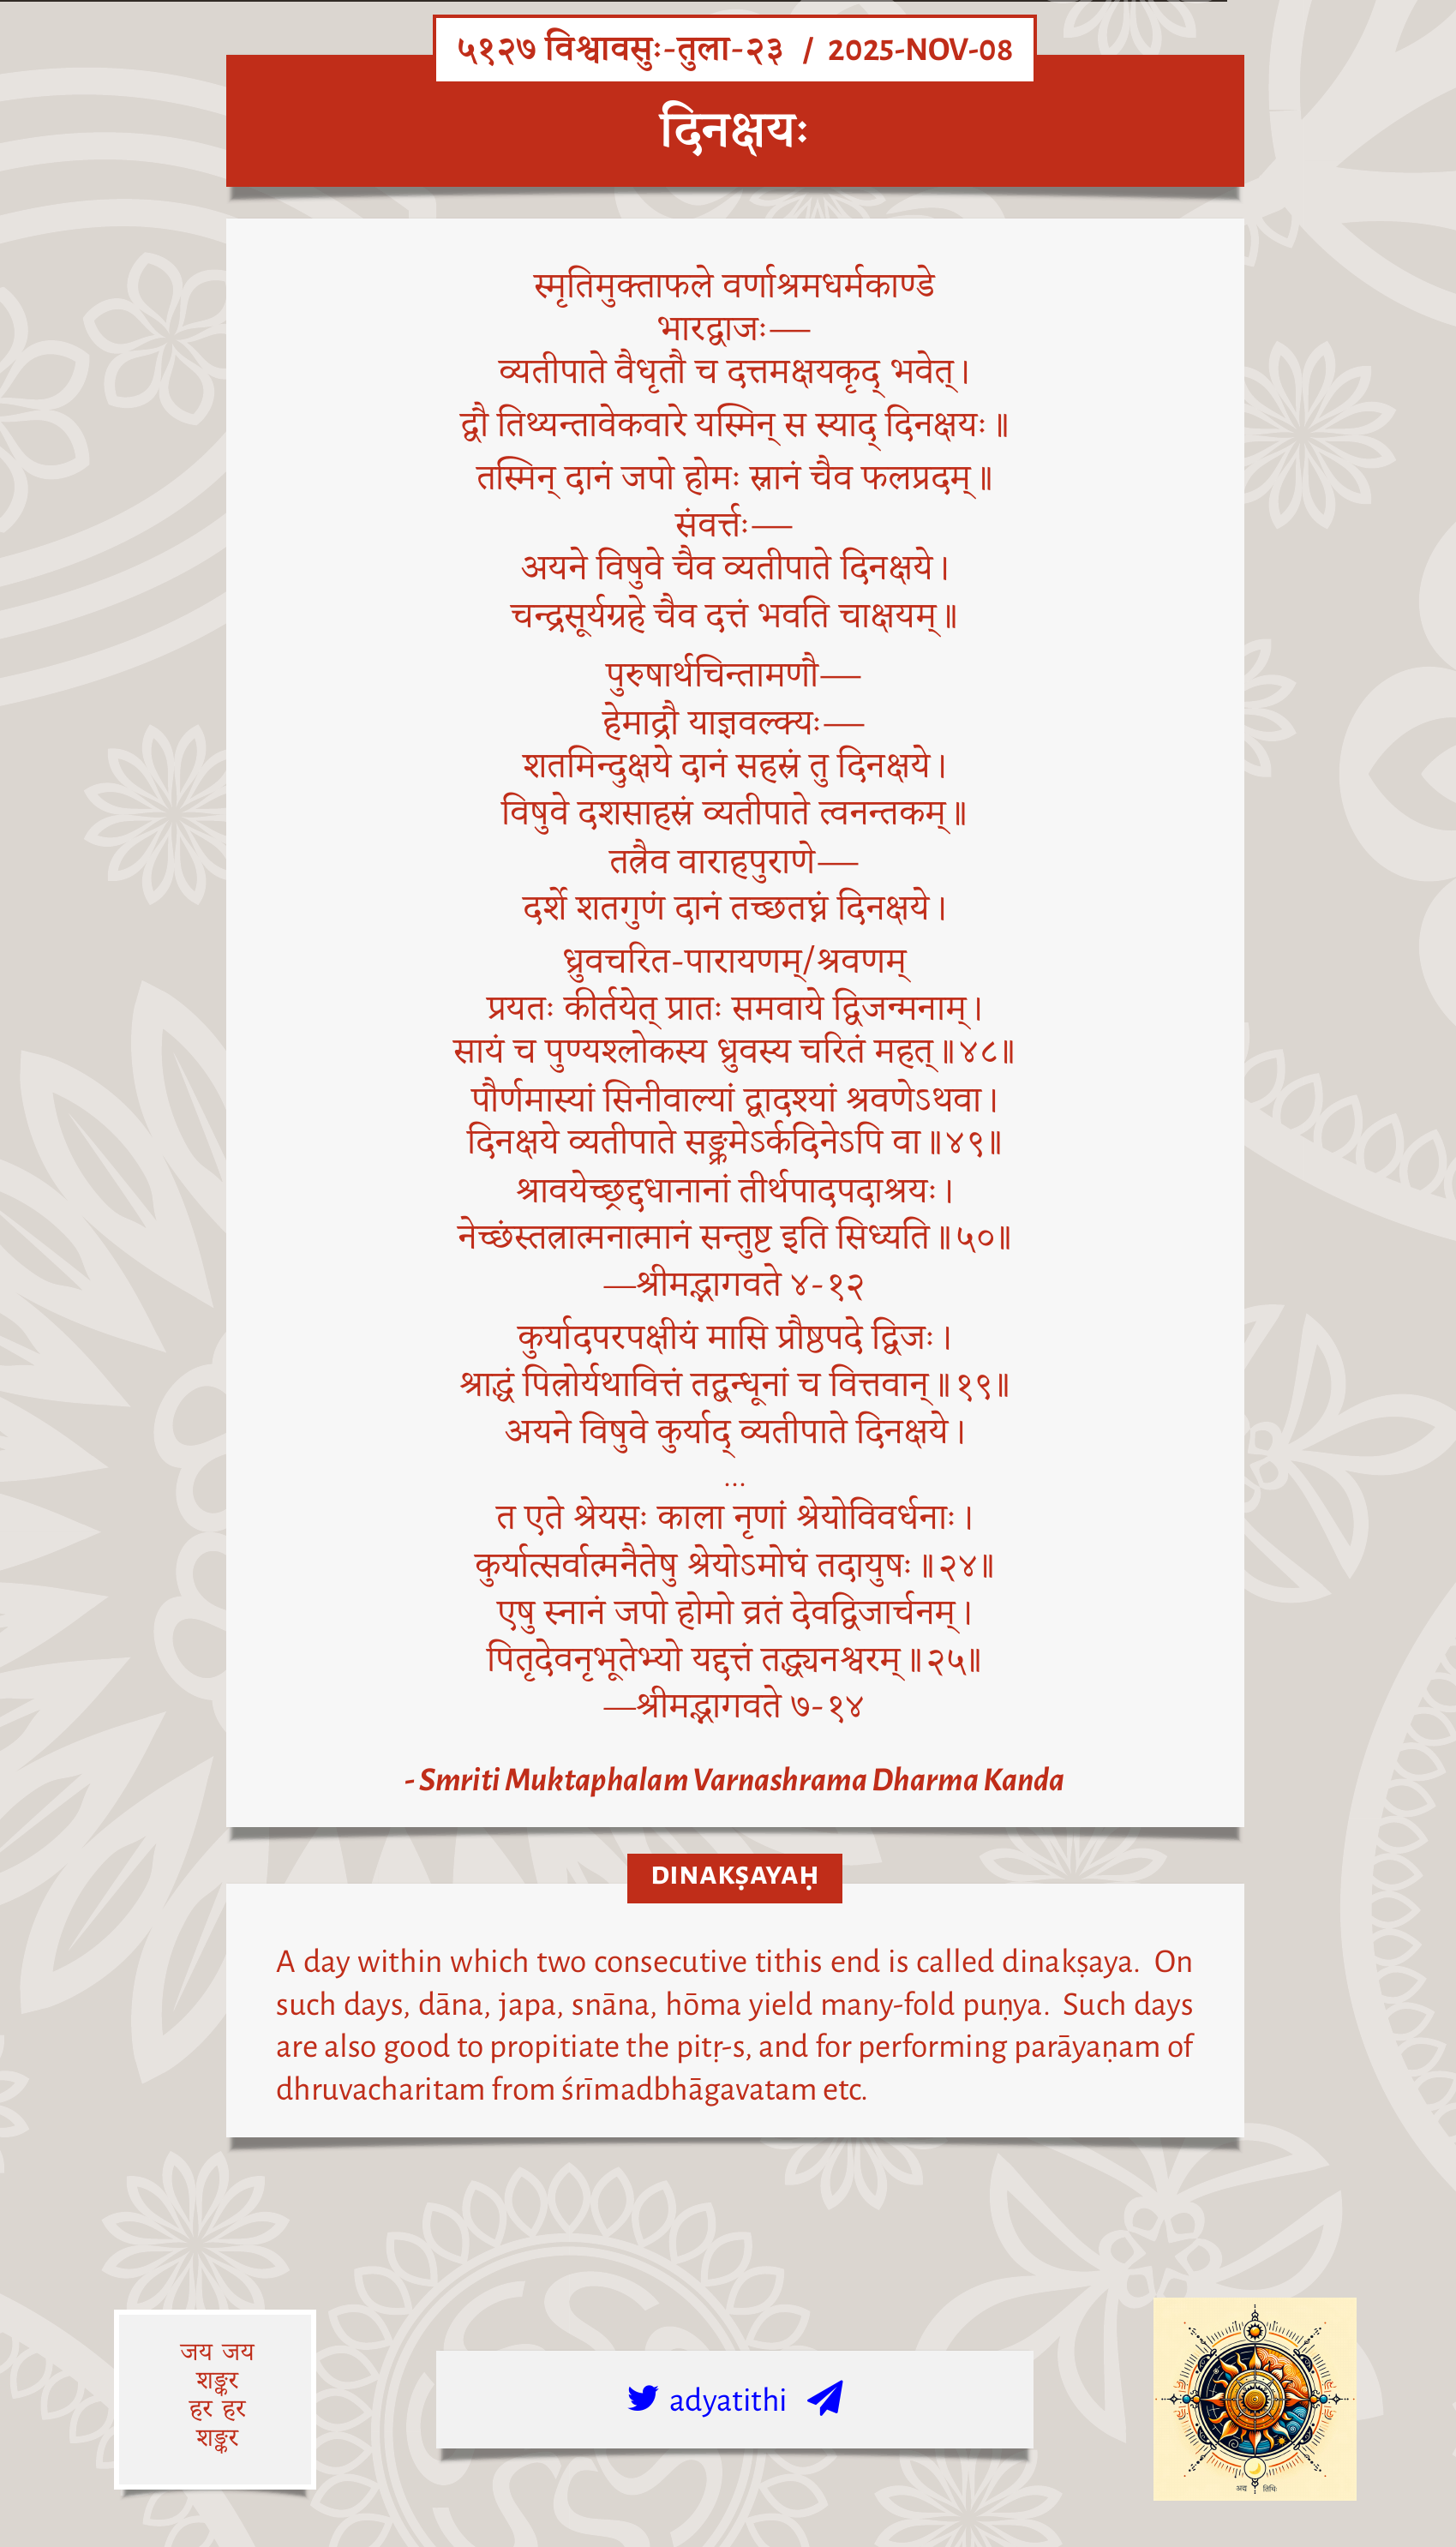 ५१२७ विश्वावसुः-तुला-२३ / 2025-NOV-08
दिनक्षयः
स्मृतिमुक्ताफले वर्णाश्रमधर्मकाण्डे
भारद्वाजः—
व्यतीपाते वैधृतौ च दत्तमक्षयकृद् भवेत्।
द्वौ तिथ्यन्तावेकवारे यस्मिन् स स्याद् दिनक्षयः॥
तस्मिन् दानं जपो होमः स्नानं चैव फलप्रदम्॥
संवर्त्तः—
अयने विषुवे चैव व्यतीपाते दिनक्षये।
चन्द्रसूर्यग्रहे चैव दत्तं भवति चाक्षयम्॥
पुरुषार्थचिन्तामणौ—
हेमाद्रौ याज्ञवल्क्यः—
शतमिन्दुक्षये दानं सहस्रं तु दिनक्षये।
विषुवे दशसाहस्रं व्यतीपाते त्वनन्तकम्॥
तत्रैव वाराहपुराणे—
दर्शे शतगुणं दानं तच्छतघ्नं दिनक्षये।
ध्रुवचरित-पारायणम्/श्रवणम्
प्रयतः कीर्तयेत् प्रातः समवाये द्विजन्मनाम्।
सायं च पुण्यश्लोकस्य ध्रुवस्य चरितं महत्॥४८॥
पौर्णमास्यां सिनीवाल्यां द्वादश्यां श्रवणेऽथवा।
दिनक्षये व्यतीपाते सङ्क्रमेऽर्कदिनेऽपि वा॥४९॥
श्रावयेच्छ्रद्दधानानां तीर्थपादपदाश्रयः।
नेच्छंस्तत्रात्मनात्मानं सन्तुष्ट इति सिध्यति॥५०॥
—श्रीमद्भागवते ४-१२
कुर्यादपरपक्षीयं मासि प्रौष्ठपदे द्विजः।
श्राद्धं पित्रोर्यथावित्तं तद्बन्धूनां च वित्तवान्॥१९॥
अयने विषुवे कुर्याद् व्यतीपाते दिनक्षये।
…
त एते श्रेयसः काला नृणां श्रेयोविवर्धनाः।
कुर्यात्सर्वात्मनैतेषु श्रेयोऽमोघं तदायुषः॥२४॥
एषु स्नानं जपो होमो व्रतं देवद्विजार्चनम्।
पितृदेवनृभूतेभ्यो यद्दत्तं तद्ध्यनश्वरम्॥२५॥
—श्रीमद्भागवते ७-१४
- Smriti Muktaphalam Varnashrama Dharma Kanda
DINAKṢAYAḤ
A day within which two consecutive tithis end is called dinakṣaya. On
such days, dāna, japa, snāna, hōma yield many-fold puṇya. Such days
are also good to propitiate the pitṛ-s, and for performing parāyaṇam of
dhruvacharitam from śrīmadbhāgavatam etc.
जय जय
शङ्कर
हर हर
शङ्कर
adyatithi
अद्य तिथिः